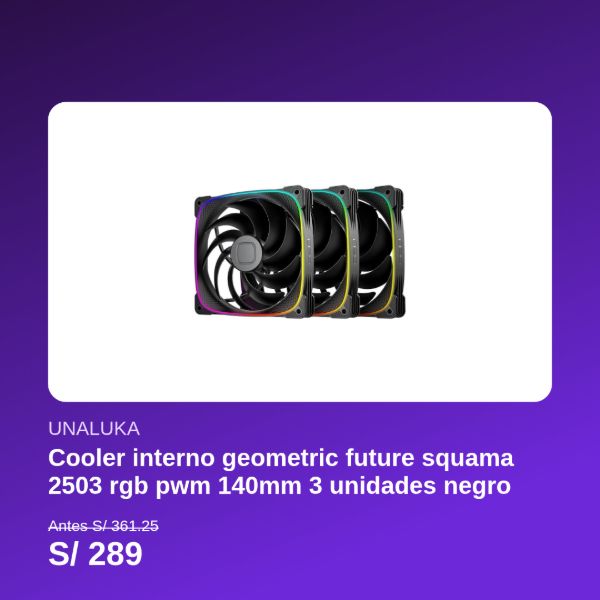 UNALUKA
Cooler interno geometric future squama
2503 rgb pwm 140mm 3 unidades negro
Antes S/ 361.25
S/ 289